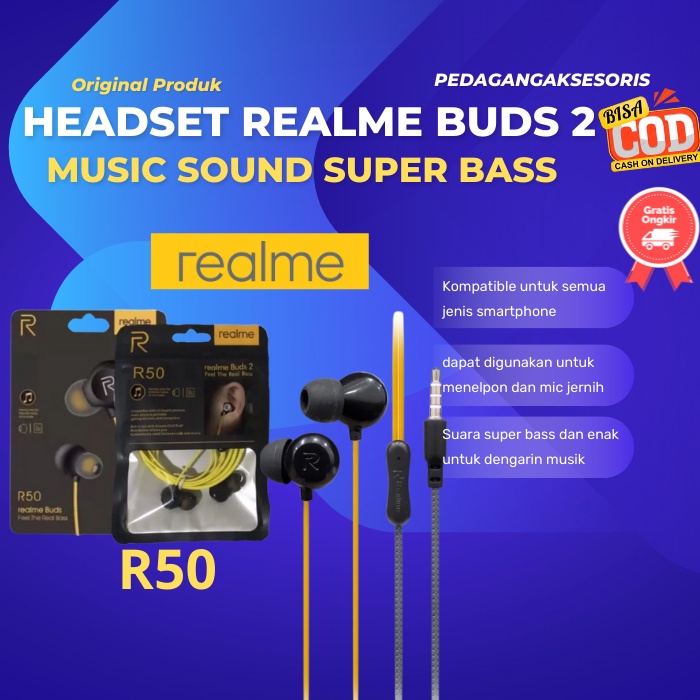 Original Produk
PEDAGANGAKSESORIS
HEADSET REALME BUDS 2
MUSIC SOUND SUPER BASS
BISA
COD
CASH ON DELIVERY
Gratis
Ongkir
realme
Kompatible untuk semua
jenis smartphone
dapat digunakan untuk
menelpon dan mic jernih
Suara super bass dan enak
untuk dengarin musik
realme
R50
realme Buds
Feel The Real Bass
realme
R50
realme Buds 2
Feel The Real Bass
R
realme
R50